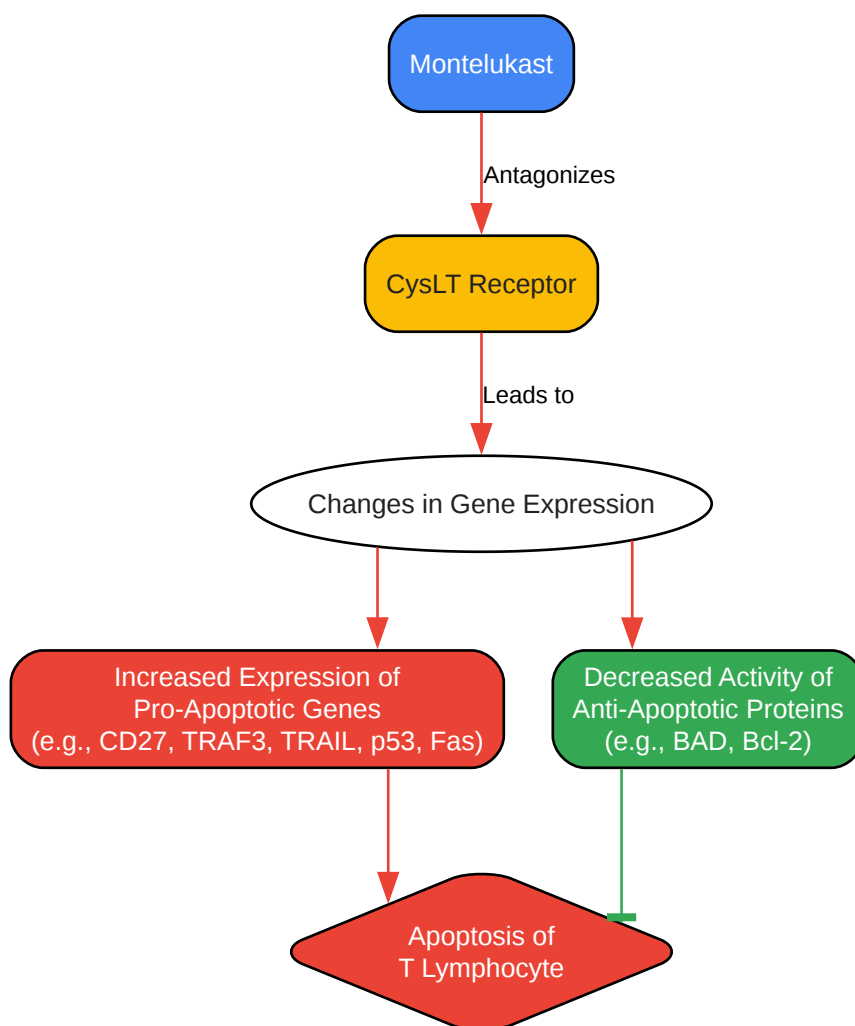 Montelukast
Antagonizes
CysLT Receptor
Leads to
Changes in Gene Expression
Increased Expression of
Pro-Apoptotic Genes
(e.g., CD27, TRAF3, TRAIL, p53, Fas)
Decreased Activity of
Anti-Apoptotic Proteins
(e.g., BAD, Bcl-2)
Apoptosis of
T Lymphocyte